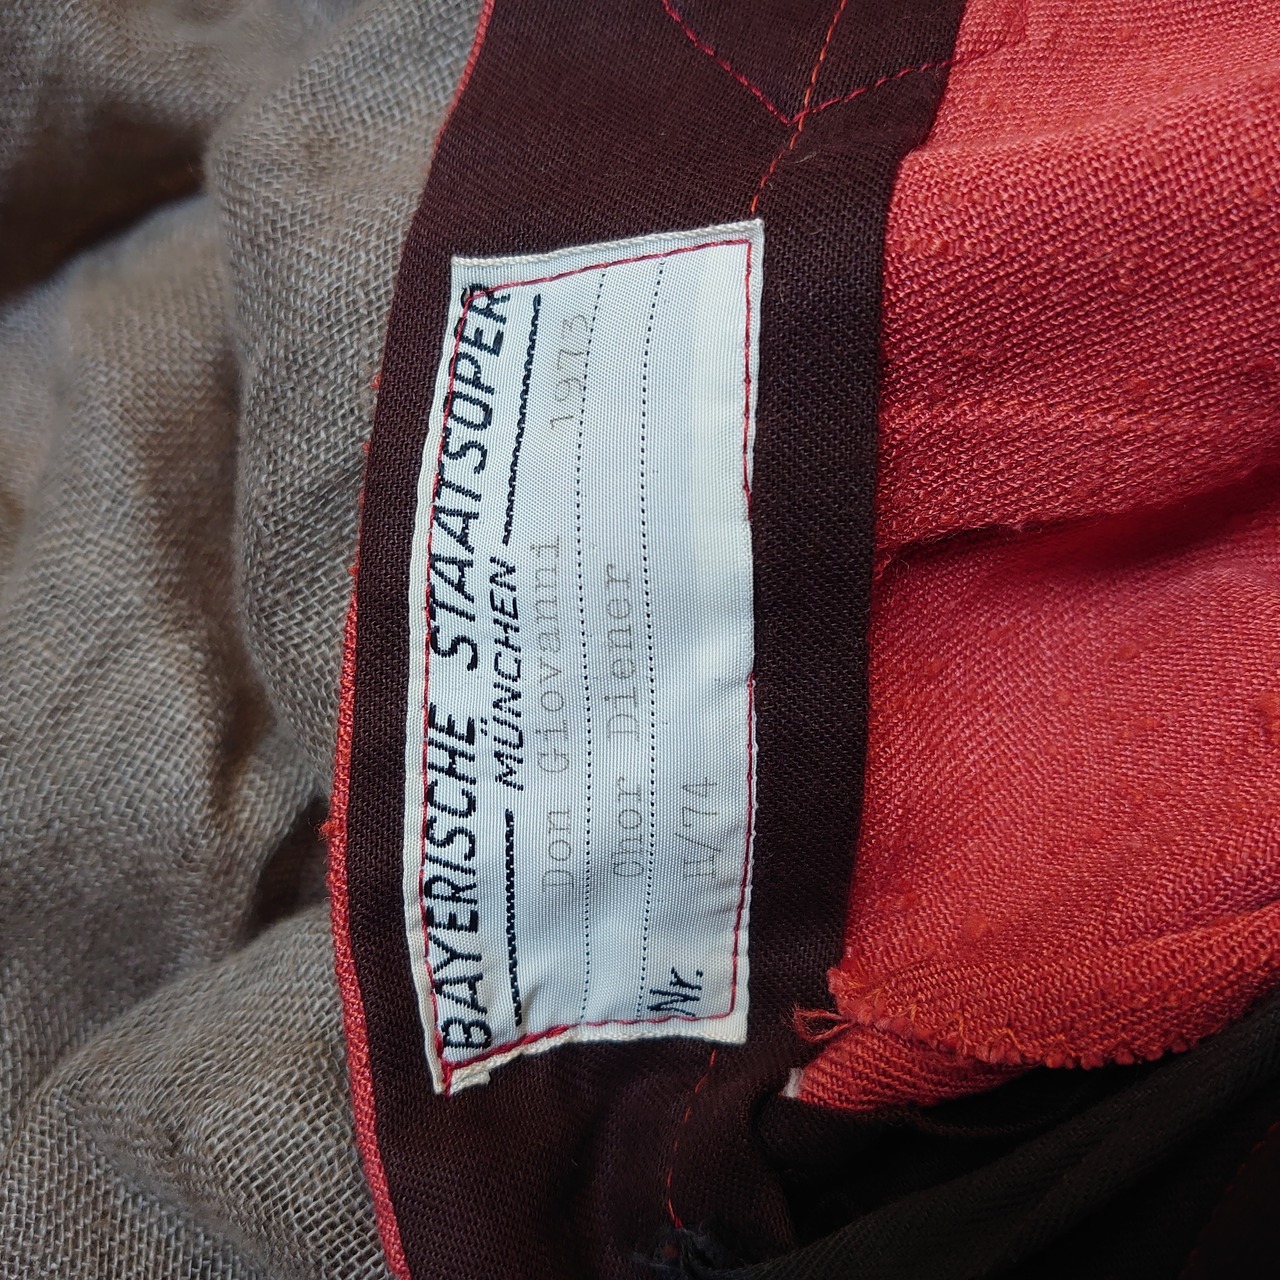 BAYERISCHE STAATSOPER
MÜNCHEN
Don Giovanni 1973
Chor Diener
Nr. 11/74